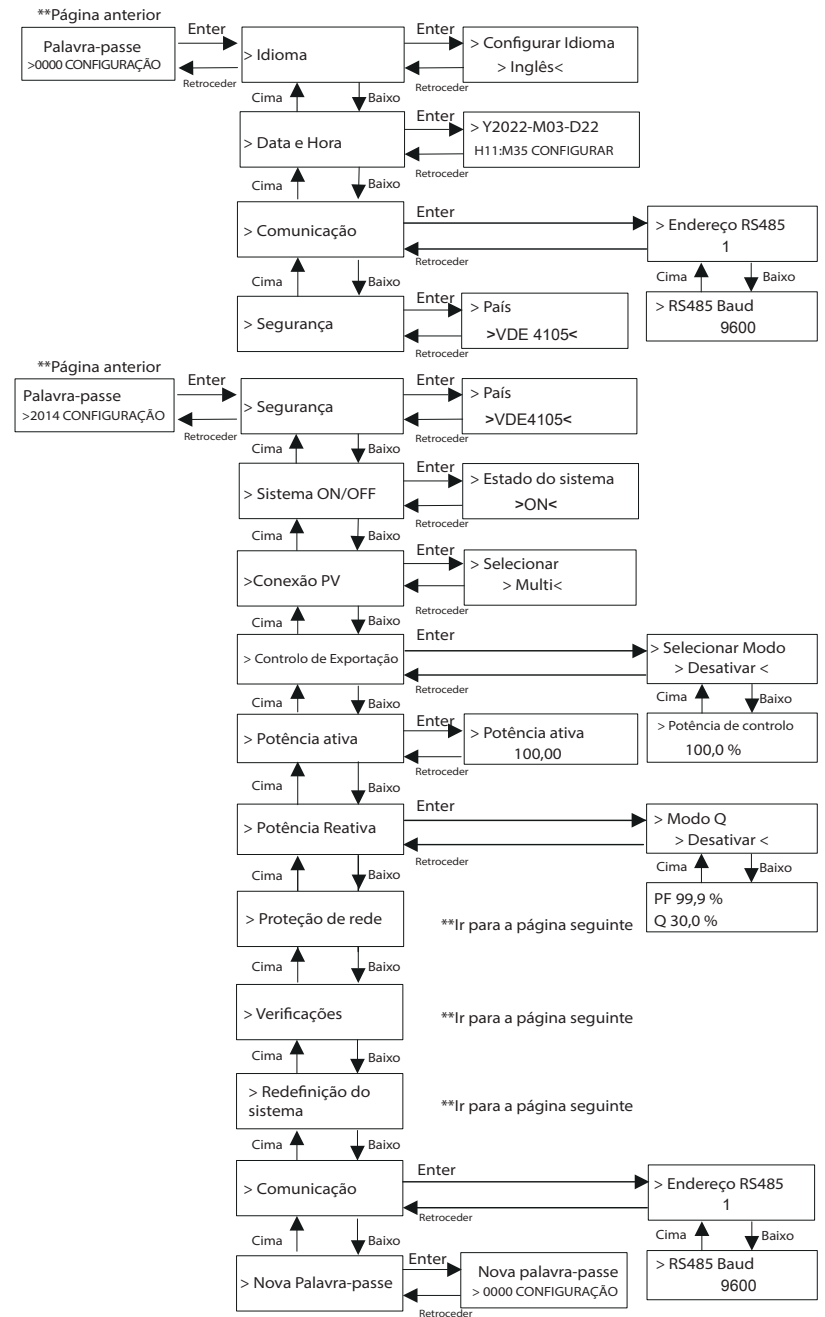 **Página anterior
Palavra-passe
>0000 CONFIGURAÇÃO
Enter
Retroceder
> Idioma
Enter
Retroceder
> Configurar Idioma
> Inglês<
Cima
Baixo
> Data e Hora
Enter
Retroceder
> Y2022-M03-D22
H11:M35 CONFIGURAR
Cima
Baixo
> Comunicação
Enter
Retroceder
> Endereço RS485
1
Cima
Baixo
> RS485 Baud
9600
Cima
Baixo
> Segurança
Enter
Retroceder
> País
>VDE 4105<
**Página anterior
Palavra-passe
>2014 CONFIGURAÇÃO
Enter
Retroceder
> Segurança
Enter
Retroceder
> País
>VDE4105<
Cima
Baixo
> Sistema ON/OFF
Enter
Retroceder
> Estado do sistema
>ON<
Cima
Baixo
>Conexão PV
Enter
Retroceder
> Selecionar
> Multi<
Cima
Baixo
> Controlo de Exportação
Enter
Retroceder
> Selecionar Modo
> Desativar <
Cima
Baixo
> Potência de controlo
100,0 %
Cima
Baixo
> Potência ativa
Enter
Retroceder
> Potência ativa
100,00
Cima
Baixo
> Potência Reativa
Enter
Retroceder
> Modo Q
> Desativar <
Cima
Baixo
PF 99,9 %
Q 30,0 %
Cima
Baixo
> Proteção de rede
**Ir para a página seguinte
Cima
Baixo
> Verificações
**Ir para a página seguinte
Cima
Baixo
> Redefinição do
sistema
**Ir para a página seguinte
Cima
Baixo
> Comunicação
Enter
Retroceder
> Endereço RS485
1
Cima
Baixo
> RS485 Baud
9600
Cima
Baixo
> Nova Palavra-passe
Enter
Retroceder
Nova palavra-passe
> 0000 CONFIGURAÇÃO